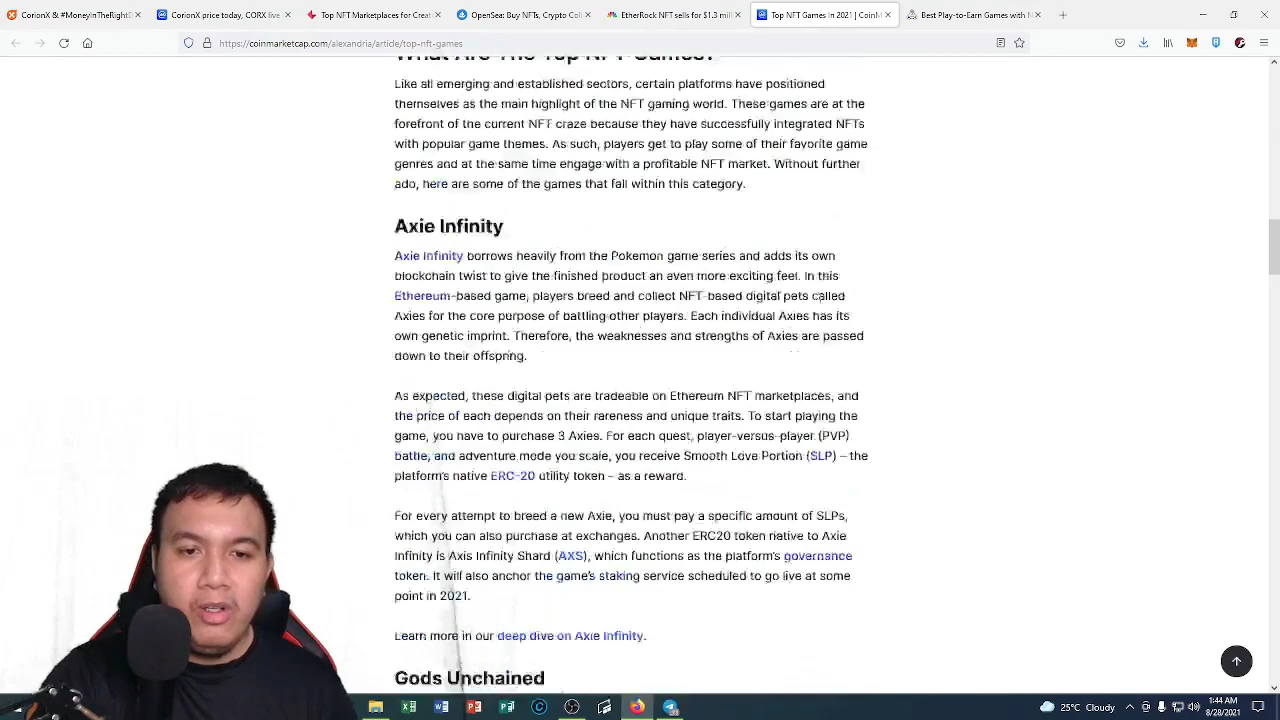 CorionX & #MoneyInTheRightD
CorionX price today, CORX live
Top NFT Marketplaces for Creat
OpenSea: Buy NFTs, Crypto Coll
Ethereum NFT sells for $1.3 mill
Top NFT Games in 2021 | CoinM
Best Play-to-Earn Games with N
https://coinmarketcap.com/alexandria/article/top-nft-games
What Are The Top NFT Games?
Like all emerging and established sectors, certain platforms have positioned
themselves as the main highlight of the NFT gaming world. These games are at the
forefront of the current NFT craze because they have successfully integrated NFTs
with popular game themes. As such, players get to play some of their favorite game
genres and at the same time engage with a profitable NFT market. Without further
ado, here are some of the games that fall within this category.
Axie Infinity
Axie Infinity borrows heavily from the Pokemon game series and adds its own
blockchain twist to give the finished product an even more exciting feel. In this
Ethereum-based game, players breed and collect NFT-based digital pets called
Axies for the core purpose of battling other players. Each individual Axies has its
own genetic imprint. Therefore, the weaknesses and strengths of Axies are passed
down to their offspring.
As expected, these digital pets are tradeable on Ethereum NFT marketplaces, and
the price of each depends on their rareness and unique traits. To start playing the
game, you have to purchase 3 Axies. For each quest, player-versus-player (PVP)
battle, and adventure mode you scale, you receive Smooth Love Portion (SLP) – the
platform's native ERC-20 utility token – as a reward.
For every attempt to breed a new Axie, you must pay a specific amount of SLPs,
which you can also purchase at exchanges. Another ERC20 token native to Axie
Infinity is Axis Infinity Shard (AXS), which functions as the platform's governance
token. It will also anchor the game's staking service scheduled to go live at some
point in 2021.
Learn more in our deep dive on Axie Infinity.
Gods Unchained
25°C Cloudy
1:44 AM
8/28/2021